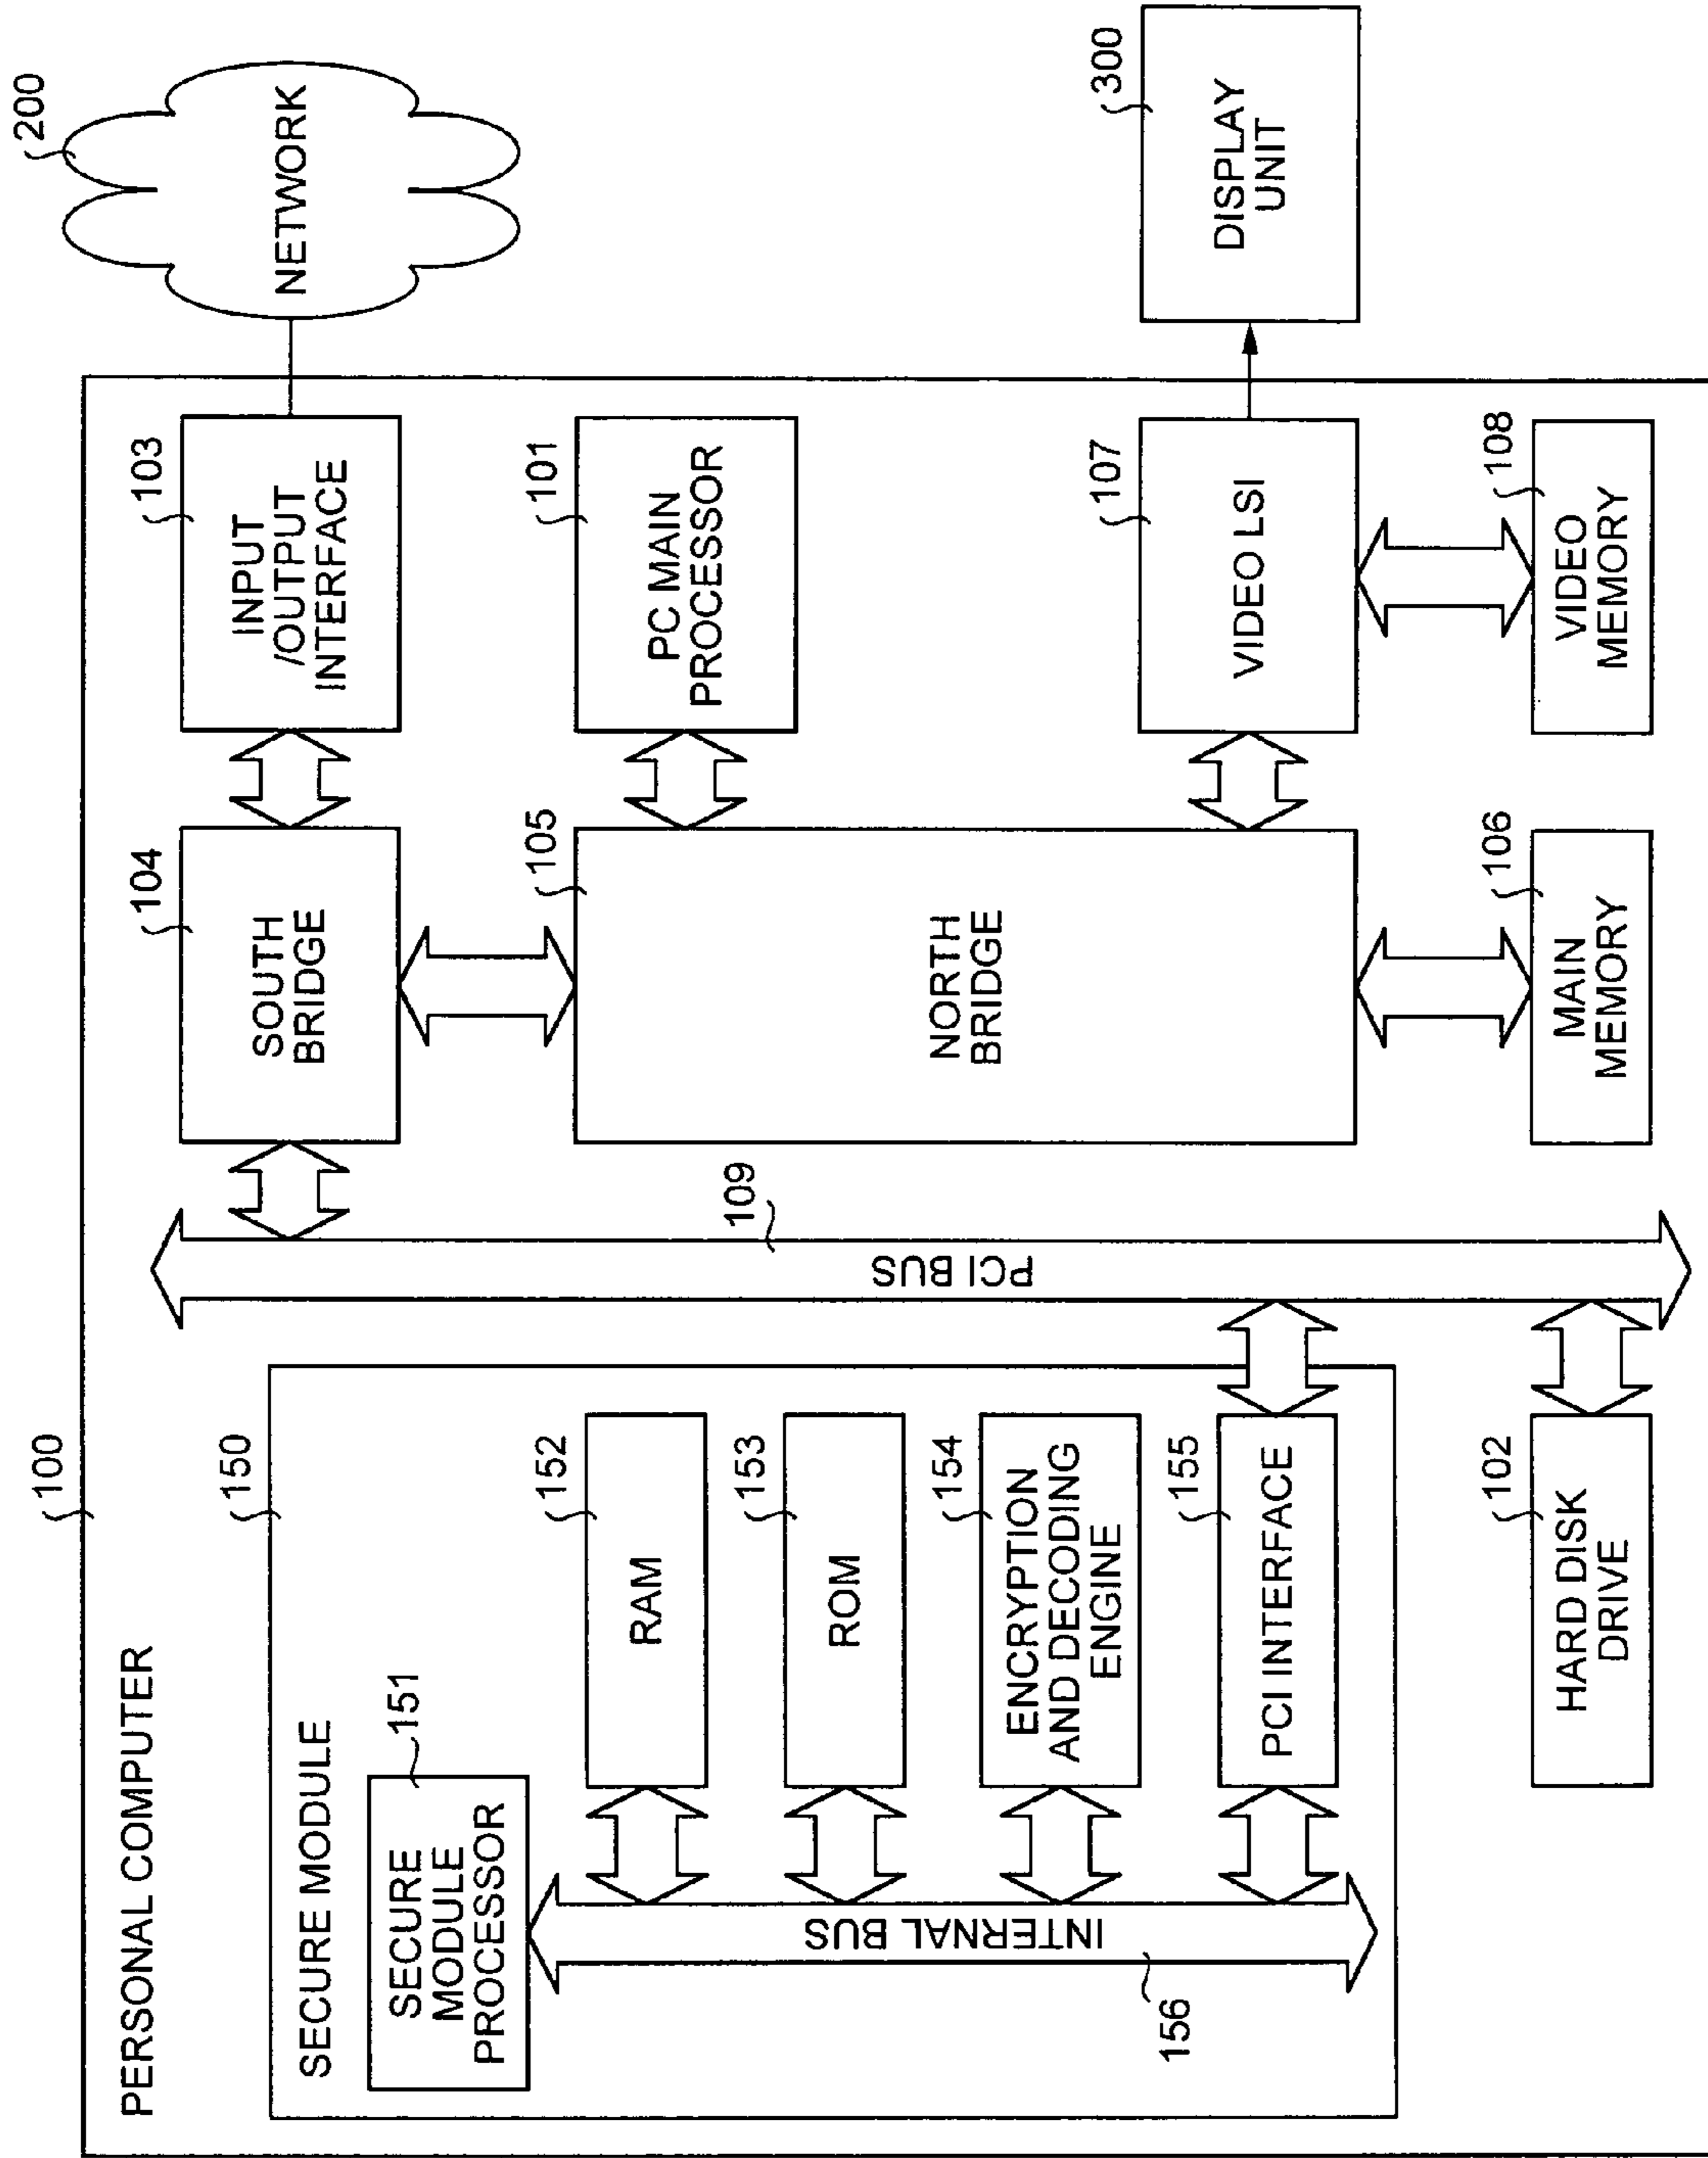 100
PERSONAL COMPUTER
150
SECURE MODULE
151
SECURE
MODULE
PROCESSOR
152
RAM
153
ROM
154
ENCRYPTION
AND DECODING
ENGINE
155
PCI INTERFACE
INTERNAL BUS
156
102
HARD DISK
DRIVE
PCI BUS
109
104
SOUTH
BRIDGE
105
NORTH
BRIDGE
106
MAIN
MEMORY
103
INPUT
/OUTPUT
INTERFACE
101
PC MAIN
PROCESSOR
107
VIDEO LSI
108
VIDEO
MEMORY
200
NETWORK
300
DISPLAY
UNIT